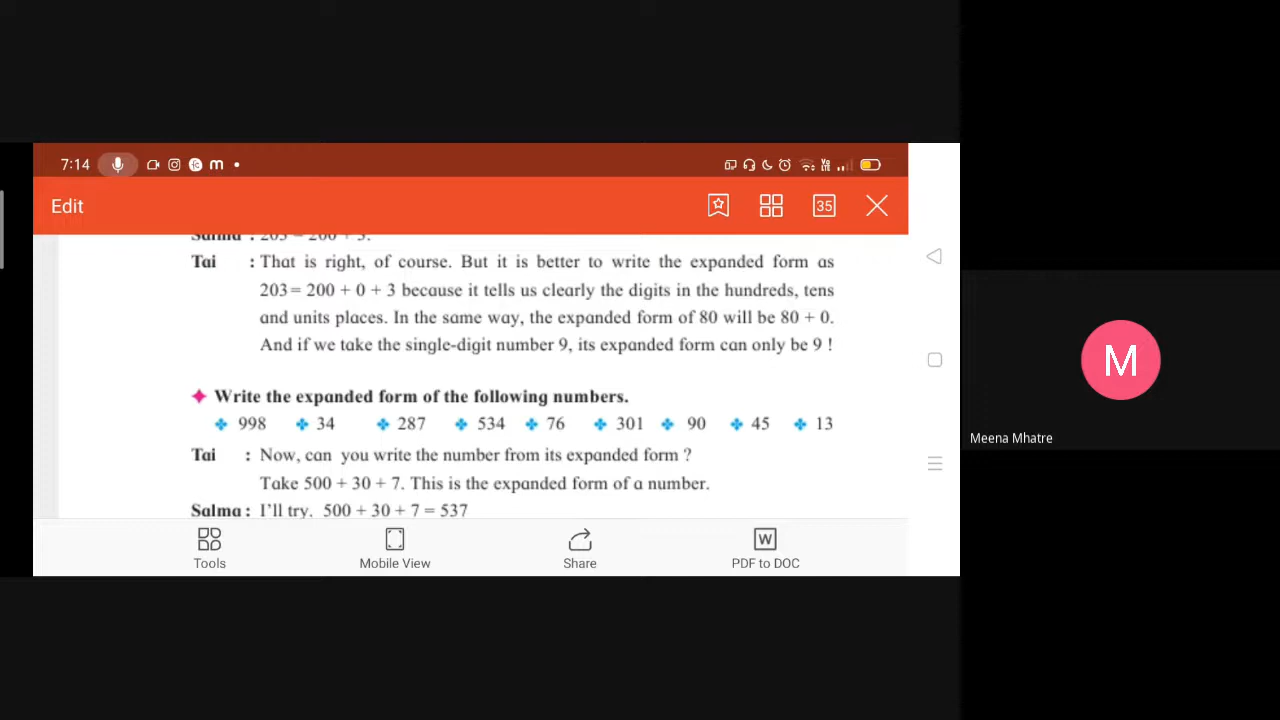 7:14
Edit
35
Salma : 203 = 200 + 3.
Tai : That is right, of course. But it is better to write the expanded form as
203 = 200 + 0 + 3 because it tells us clearly the digits in the hundreds, tens
and units places. In the same way, the expanded form of 80 will be 80 + 0.
And if we take the single-digit number 9, its expanded form can only be 9 !
Write the expanded form of the following numbers.
998 34 287 534 76 301 90 45 13
Tai : Now, can you write the number from its expanded form ?
Take 500 + 30 + 7. This is the expanded form of a number.
Salma : I'll try. 500 + 30 + 7 = 537
Tools Mobile View Share PDF to DOC
W
M
Meena Mhatre